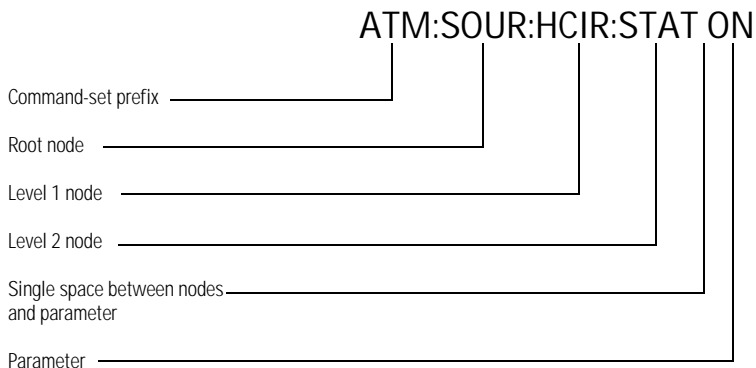 ATM:SOUR:HCIR:STAT ON
Command-set prefix
Root node
Level 1 node
Level 2 node
Single space between nodes
and parameter
Parameter